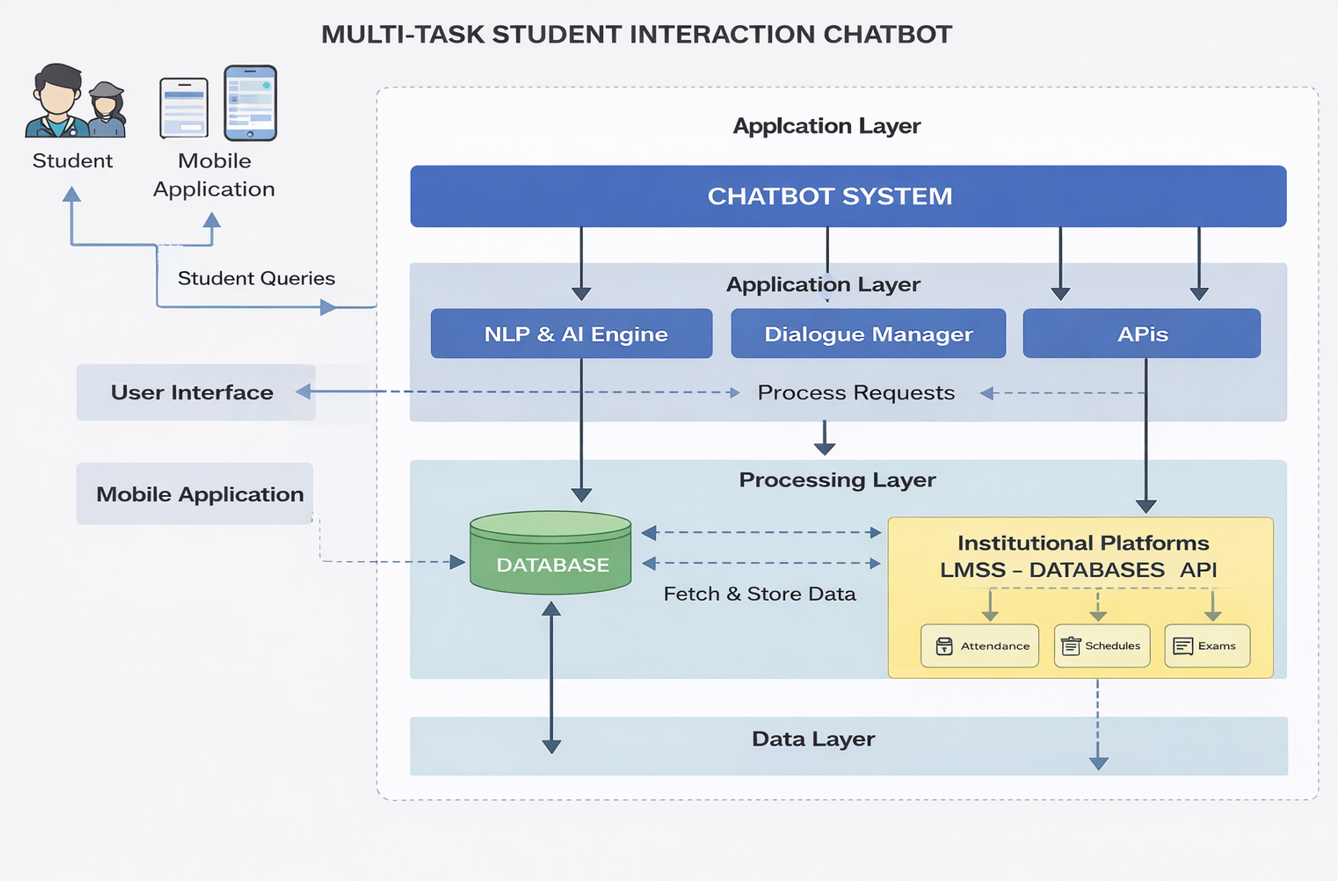 MULTI-TASK STUDENT INTERACTION CHATBOT
Student
Mobile
Application
Student Queries
User Interface
Mobile Application
Applcation Layer
CHATBOT SYSTEM
Application Layer
NLP & AI Engine
Dialogue Manager
APis
Process Requests
Processing Layer
DATABASE
Fetch & Store Data
Institutional Platforms
LMSS – DATABASES API
Attendance
Schedules
Exams
Data Layer